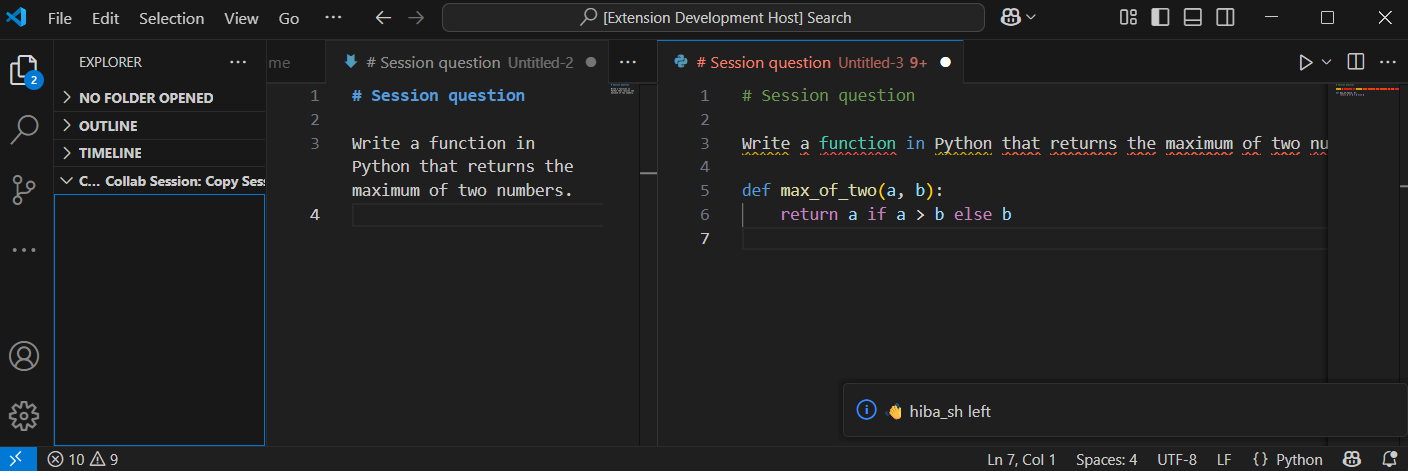 File Edit Selection View Go ··· [Extension Development Host] Search
EXPLORER ···
2
NO FOLDER OPENED
OUTLINE
TIMELINE
C... Collab Session: Copy Sess
me # Session question Untitled-2 ···
1 # Session question
2
3 Write a function in
Python that returns the
maximum of two numbers.
4
# Session question Untitled-3 9+ ···
1 # Session question
2
3 Write a function in Python that returns the maximum of two nu
4
5 def max_of_two(a, b):
6 return a if a > b else b
7
👏 hiba_sh left
10 9 Ln 7, Col 1 Spaces: 4 UTF-8 LF {} Python